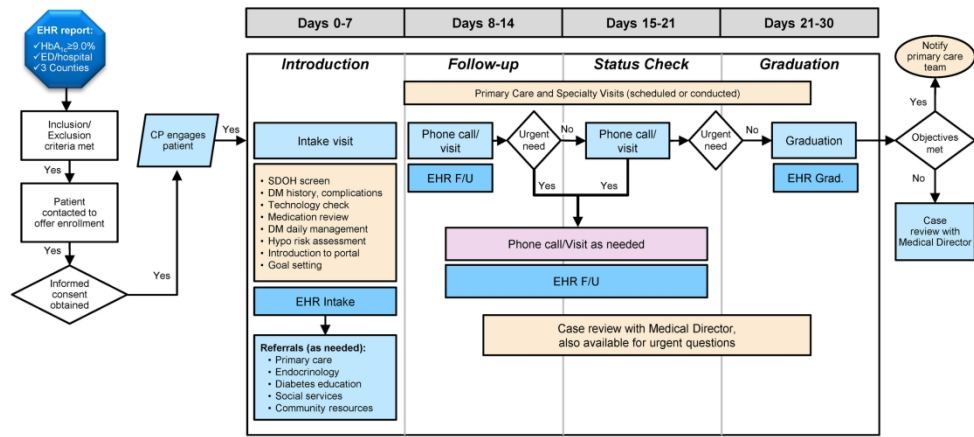 EHR report:
✓HbA1c≥9.0%
✓ED/hospital
✓3 Counties
Inclusion/
Exclusion
criteria met
Yes
Patient
contacted to
offer enrollment
Yes
Informed
consent
obtained
Yes
CP engages
patient
Yes
Days 0-7
Days 8-14
Days 15-21
Days 21-30
Introduction
Follow-up
Status Check
Graduation
Primary Care and Specialty Visits (scheduled or conducted)
Intake visit
• SDOH screen
• DM history, complications
• Technology check
• Medication review
• DM daily management
• Hypo risk assessment
• Introduction to portal
• Goal setting
EHR Intake
Referrals (as needed):
• Primary care
• Endocrinology
• Diabetes education
• Social services
• Community resources
Phone call/
visit
EHR F/U
Urgent
need
No
Yes
Phone call/
visit
Yes
Urgent
need
No
Graduation
EHR Grad.
Phone call/Visit as needed
EHR F/U
Case review with Medical Director,
also available for urgent questions
Notify
primary care
team
Yes
Objectives
met
No
Case
review with
Medical Director